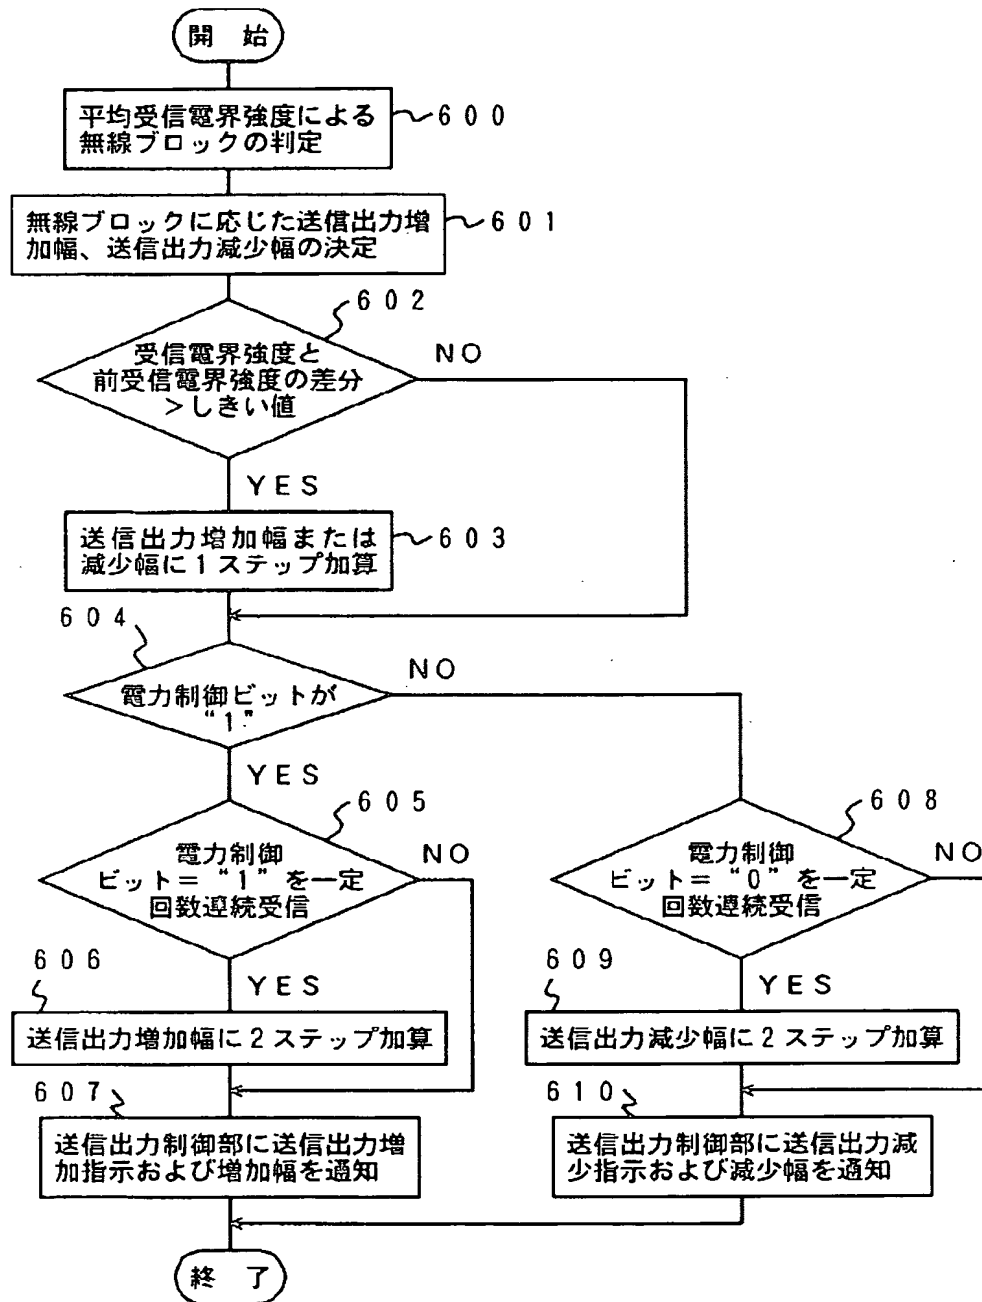 開 始
平均受信電界強度による
無線ブロックの判定
600
無線ブロックに応じた送信出力増
加幅、送信出力減少幅の決定
601
602
受信電界強度と
前受信電界強度の差分
>しきい値
NO
YES
送信出力増加幅または
減少幅に1ステップ加算
603
604
電力制御ビットが
“1”
NO
YES
605
電力制御
ビット=“1”を一定
回数連続受信
NO
608
電力制御
ビット=“0”を一定
回数連続受信
NO
606
YES
送信出力増加幅に2ステップ加算
609
YES
送信出力減少幅に2ステップ加算
607
送信出力制御部に送信出力増
加指示および増加幅を通知
610
送信出力制御部に送信出力減
少指示および減少幅を通知
終 了